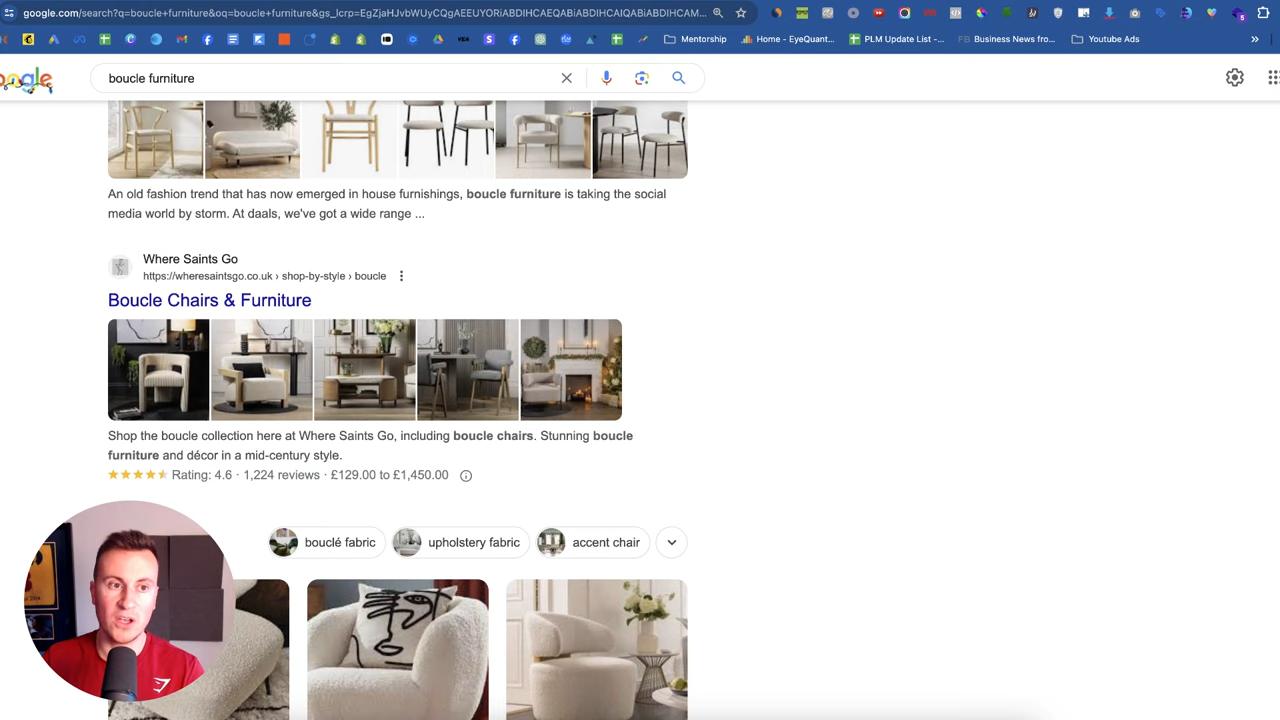 google.com/search?q=boucle+furniture&oq=boucle+furniture&gs_lcrp=EgZjaHJvbWUyCQgAEEUYORiABDIHCAEQABiABDIHCAIQABiABDIHCAM...
Mentorship
Home - EyeQuant...
PLM Update List -...
FB Business News fro...
Youtube Ads
boucle furniture
An old fashion trend that has now emerged in house furnishings, boucle furniture is taking the social
media world by storm. At daals, we've got a wide range ...
Where Saints Go
https://wheresaintsgo.co.uk › shop-by-style › boucle
Boucle Chairs & Furniture
Shop the boucle collection here at Where Saints Go, including boucle chairs. Stunning boucle
furniture and décor in a mid-century style.
Rating: 4.6 · 1,224 reviews · £129.00 to £1,450.00
bouclé fabric
upholstery fabric
accent chair